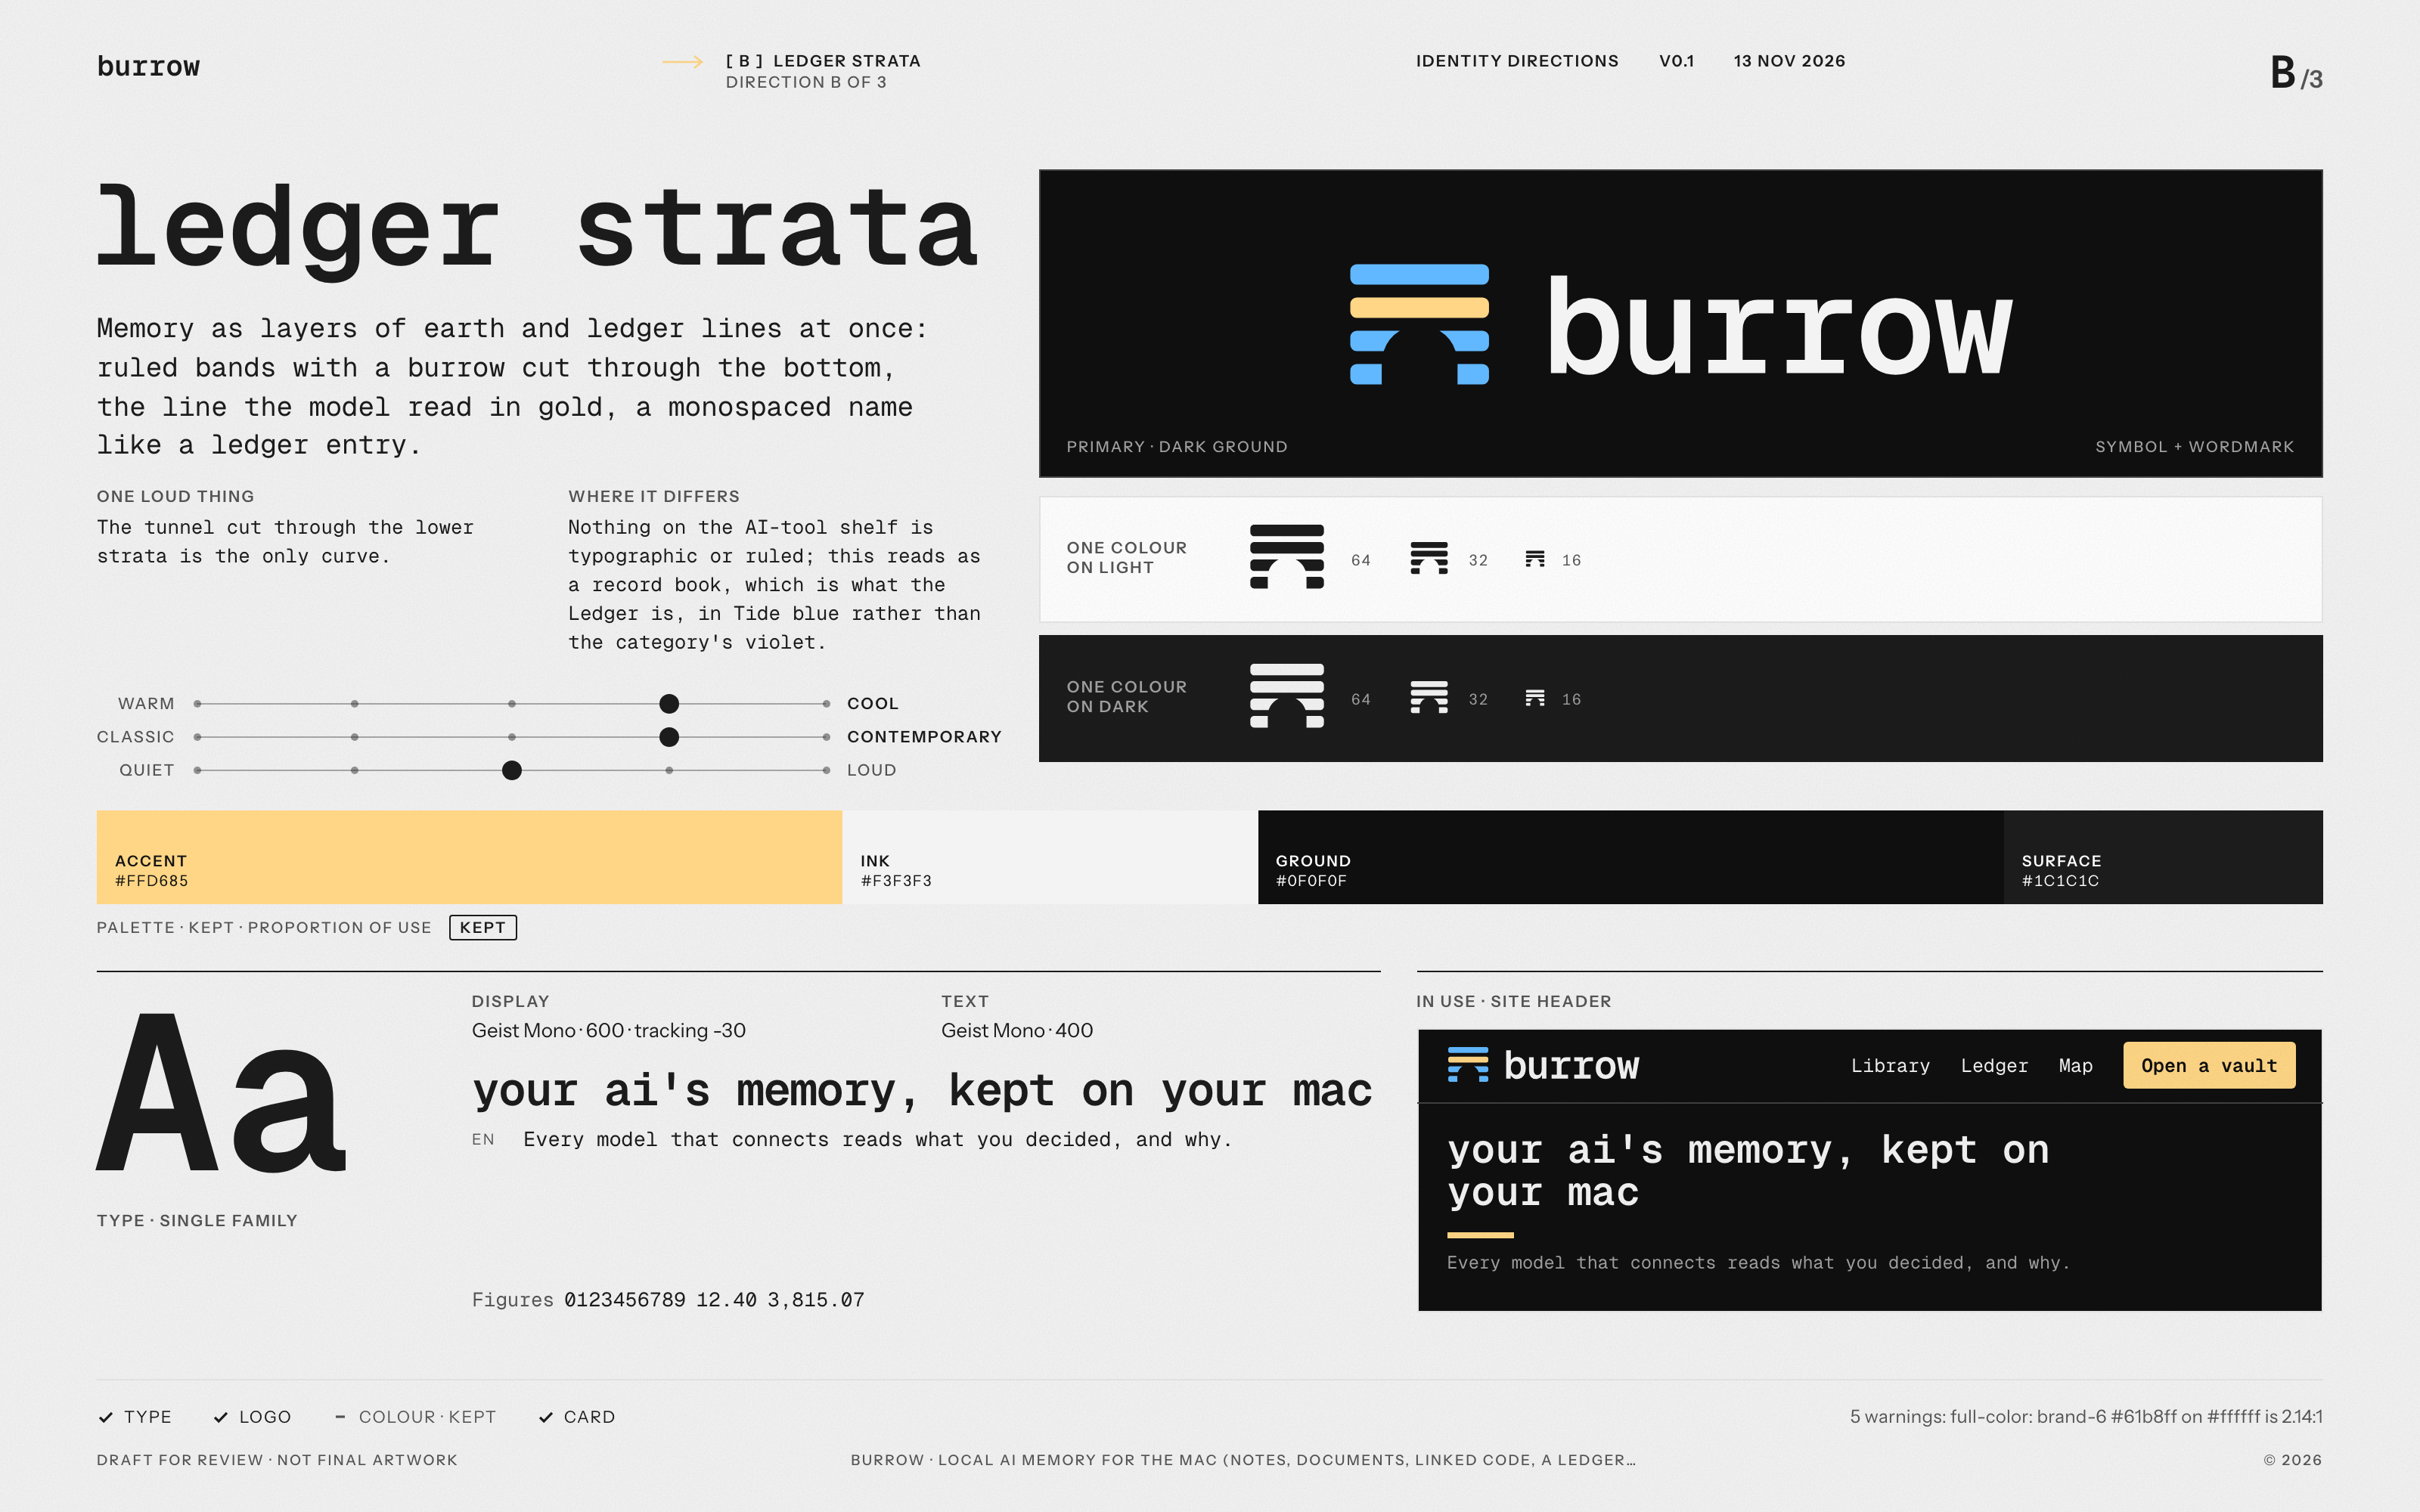 burrow
[ B ] LEDGER STRATA
DIRECTION B OF 3
IDENTITY DIRECTIONS V0.1 13 NOV 2026
B/3
ledger strata
Memory as layers of earth and ledger lines at once:
ruled bands with a burrow cut through the bottom,
the line the model read in gold, a monospaced name
like a ledger entry.
ONE LOUD THING
The tunnel cut through the lower
strata is the only curve.
WHERE IT DIFFERS
Nothing on the AI-tool shelf is
typographic or ruled; this reads as
a record book, which is what the
Ledger is, in Tide blue rather than
the category's violet.
WARM COOL
CLASSIC CONTEMPORARY
QUIET LOUD
burrow
PRIMARY · DARK GROUND SYMBOL + WORDMARK
ONE COLOUR
ON LIGHT
64 32 16
ONE COLOUR
ON DARK
64 32 16
ACCENT
#FFD685
INK
#F3F3F3
GROUND
#0F0F0F
SURFACE
#1C1C1C
PALETTE · KEPT · PROPORTION OF USE KEPT
Aa
TYPE · SINGLE FAMILY
DISPLAY
Geist Mono · 600 · tracking -30
TEXT
Geist Mono · 400
your ai's memory, kept on your mac
EN Every model that connects reads what you decided, and why.
Figures 0123456789 12.40 3,815.07
IN USE · SITE HEADER
burrow Library Ledger Map Open a vault
your ai's memory, kept on
your mac
Every model that connects reads what you decided, and why.
TYPE LOGO COLOUR · KEPT CARD
5 warnings: full-color: brand-6 #61b8ff on #ffffff is 2.14:1
DRAFT FOR REVIEW · NOT FINAL ARTWORK
BURROW · LOCAL AI MEMORY FOR THE MAC (NOTES, DOCUMENTS, LINKED CODE, A LEDGER…
© 2026